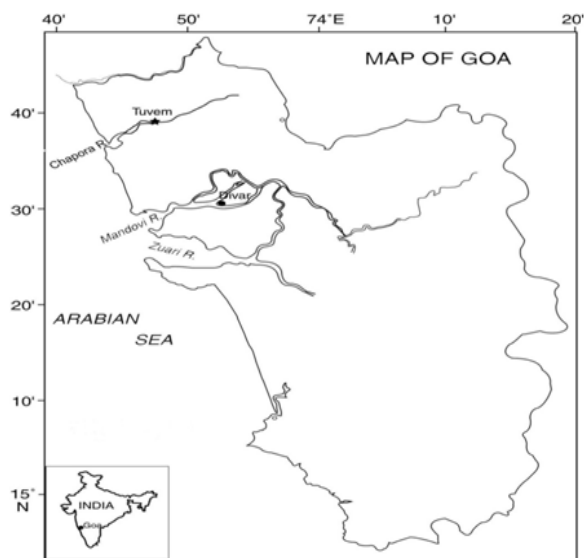 40' 50' 74°E 10' 20'
MAP OF GOA
40'
Tuvem
Chapora R.
30'
Divar
Mandovi R.
Zuari R.
20'
ARABIAN
SEA
10'
15°
N
INDIA
Goa